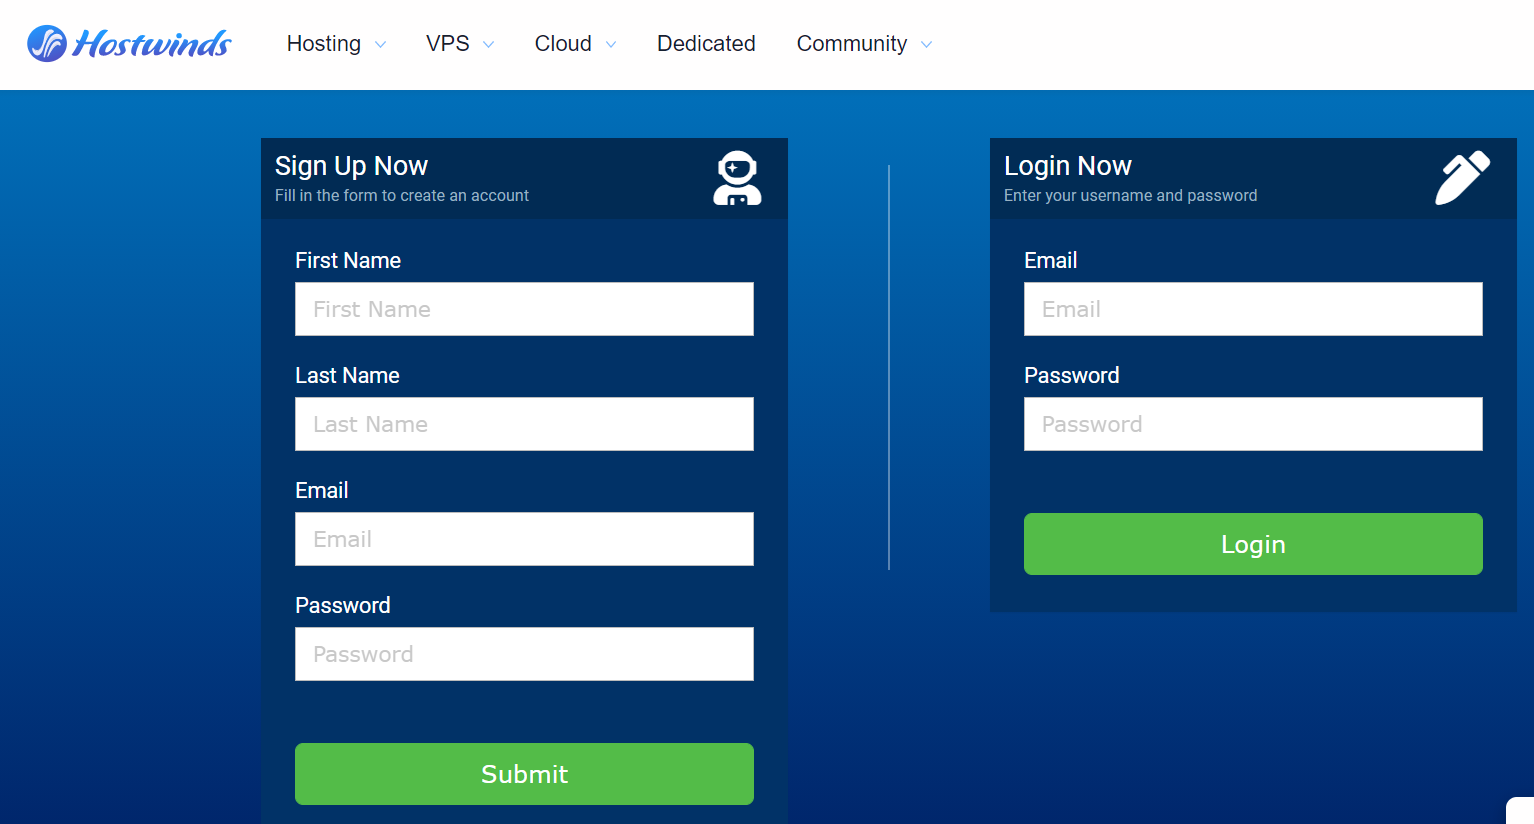 Hostwinds
Hosting VPS Cloud Dedicated Community
Sign Up Now
Fill in the form to create an account
First Name
First Name
Last Name
Last Name
Email
Email
Password
Password
Submit
Login Now
Enter your username and password
Email
Email
Password
Password
Login